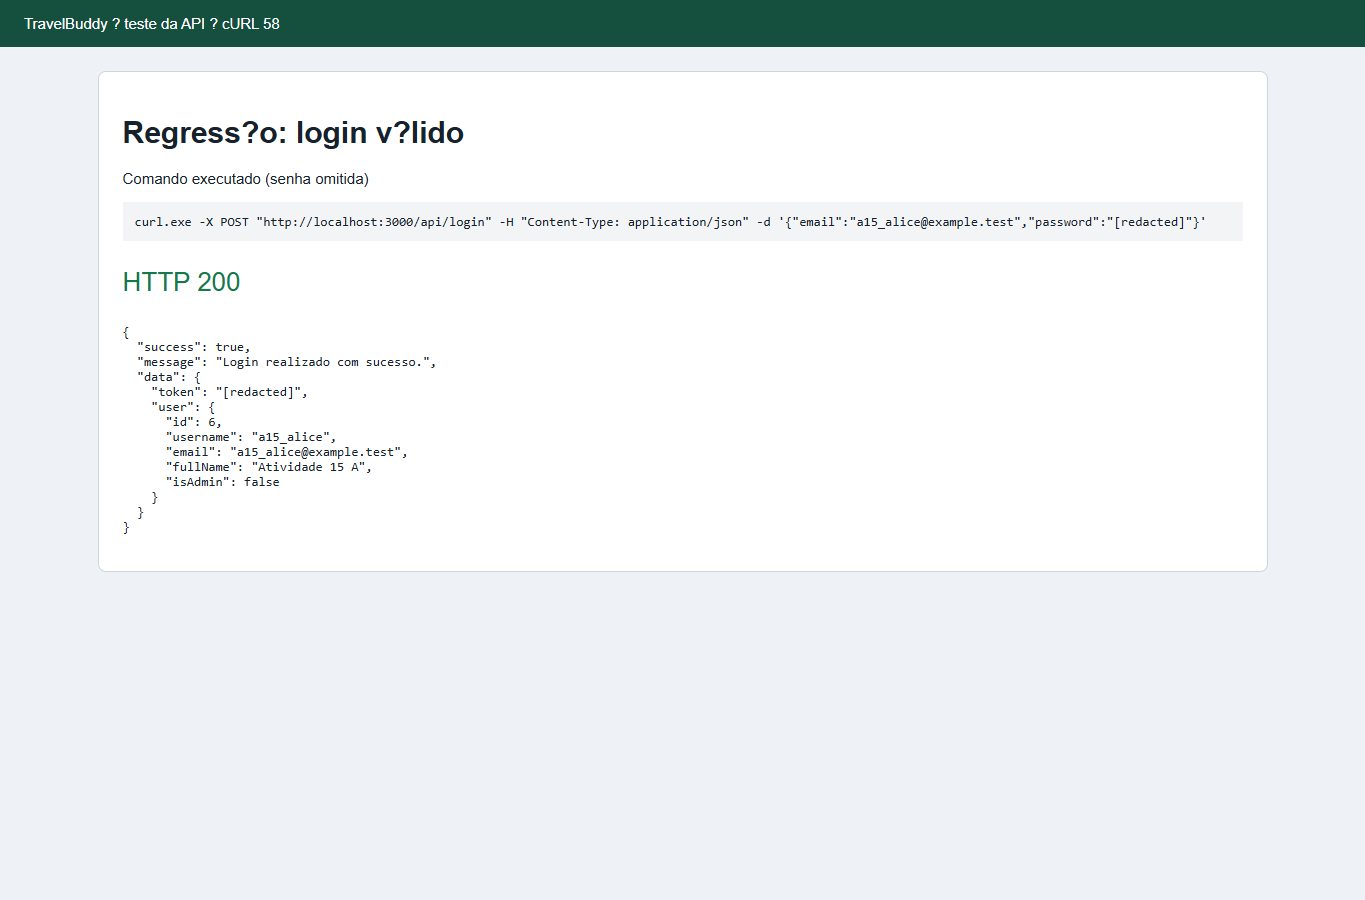 TravelBuddy ? teste da API ? cURL 58
Regress?o: login v?lido
Comando executado (senha omitida)
curl.exe -X POST "http://localhost:3000/api/login" -H "Content-Type: application/json" -d '{"email":"a15_alice@example.test","password":"[redacted]"}'
HTTP 200
{
  "success": true,
  "message": "Login realizado com sucesso.",
  "data": {
    "token": "[redacted]",
    "user": {
      "id": 6,
      "username": "a15_alice",
      "email": "a15_alice@example.test",
      "fullName": "Atividade 15 A",
      "isAdmin": false
    }
  }
}